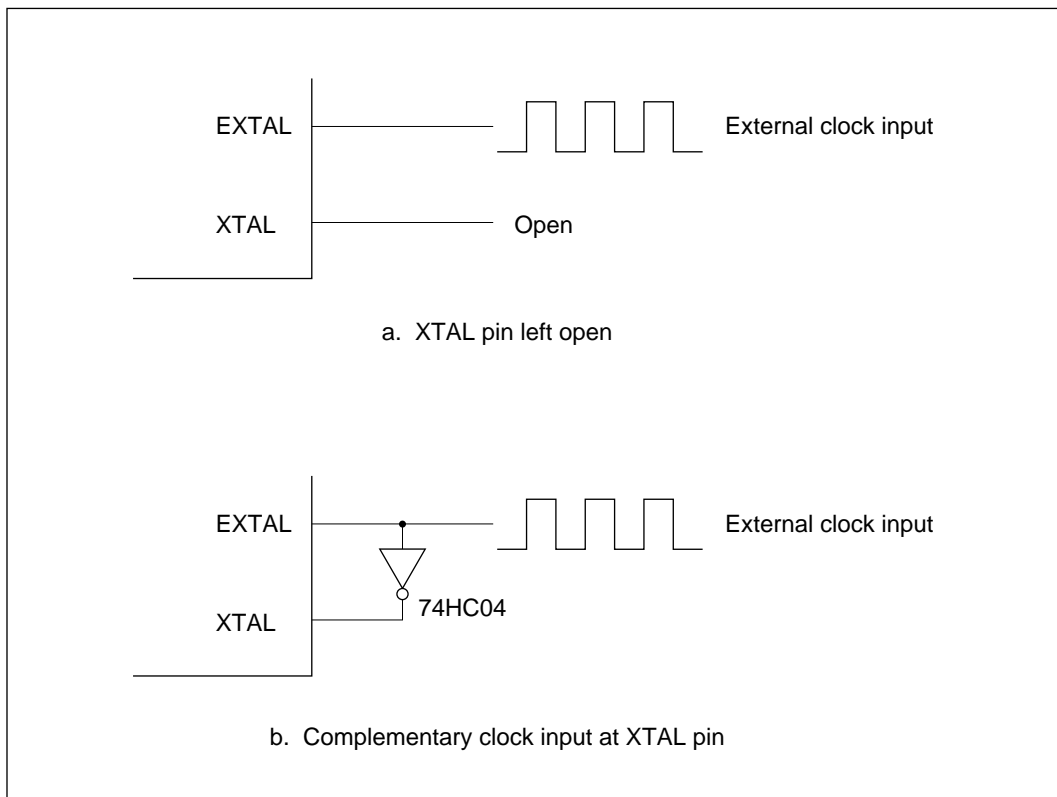 EXTAL
External clock input
XTAL
Open
a. XTAL pin left open
EXTAL
External clock input
74HC04
XTAL
b. Complementary clock input at XTAL pin